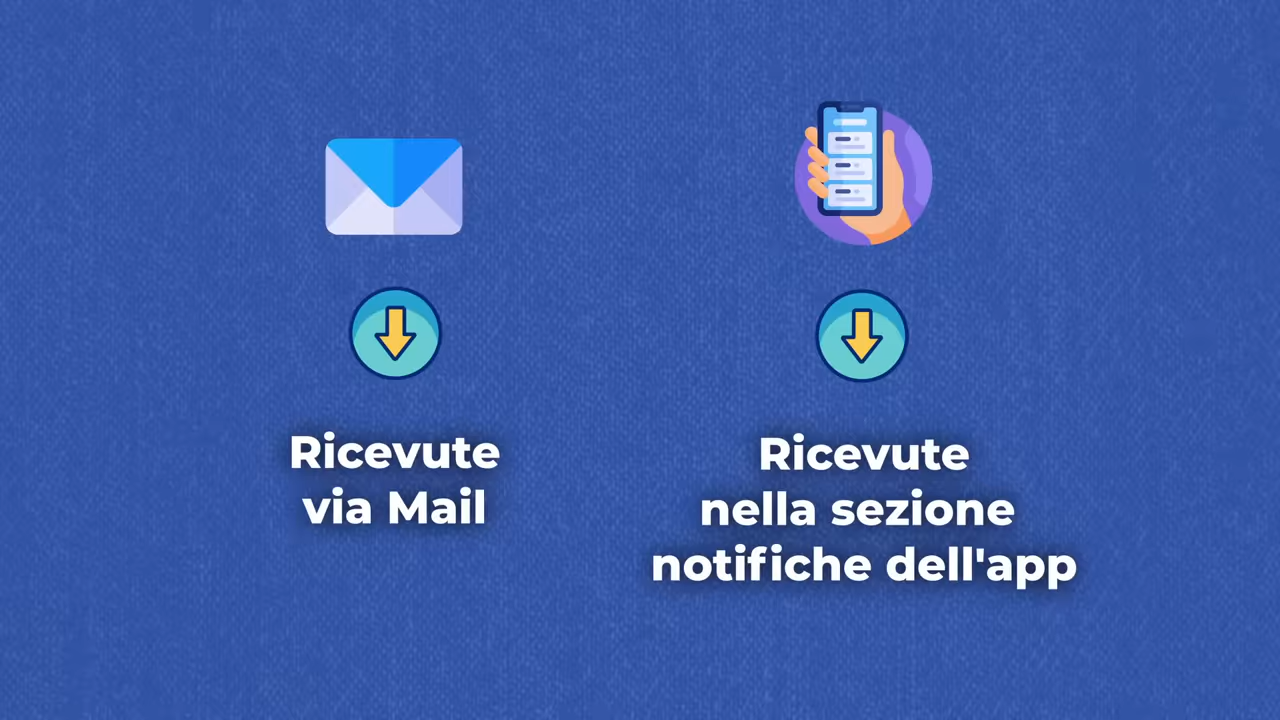 Ricevute
via Mail
Ricevute
nella sezione
notifiche dell'app